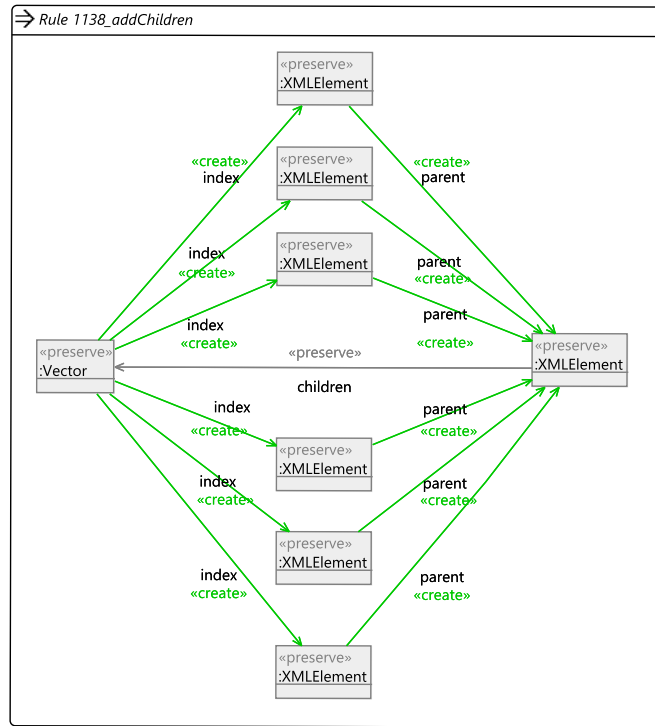 Rule 1138_addChildren
«preserve»
:XMLElement
«create»
index
«create»
parent
«preserve»
:XMLElement
index
«create»
parent
«create»
«preserve»
:XMLElement
index
«create»
parent
«create»
«preserve»
:Vector
«preserve»
children
«preserve»
:XMLElement
index
«create»
parent
«create»
«preserve»
:XMLElement
index
«create»
parent
«create»
«preserve»
:XMLElement
index
«create»
parent
«create»
«preserve»
:XMLElement